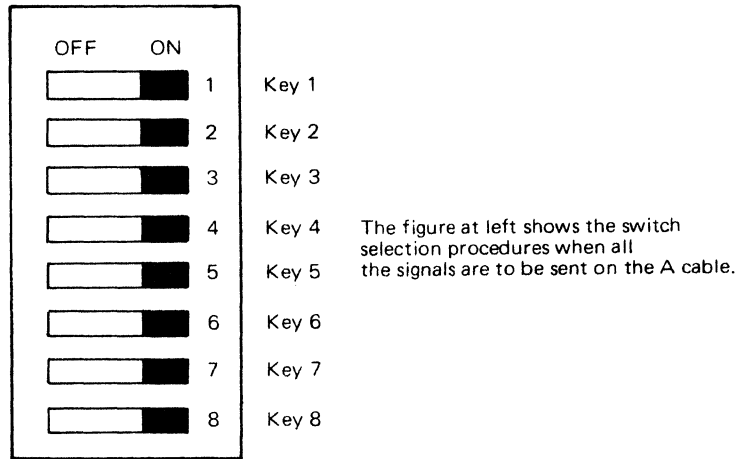 OFF ON
1 Key 1
2 Key 2
3 Key 3
4 Key 4
The figure at left shows the switch
selection procedures when all
the signals are to be sent on the A cable.
5 Key 5
6 Key 6
7 Key 7
8 Key 8